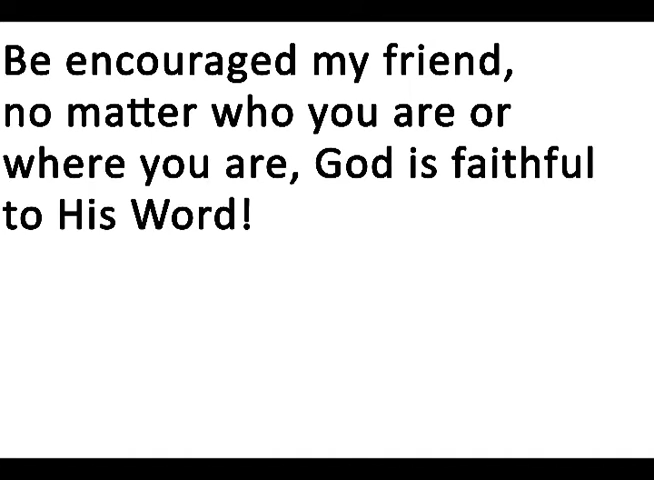 Be encouraged my friend,
no matter who you are or
where you are, God is faithful
to His Word!